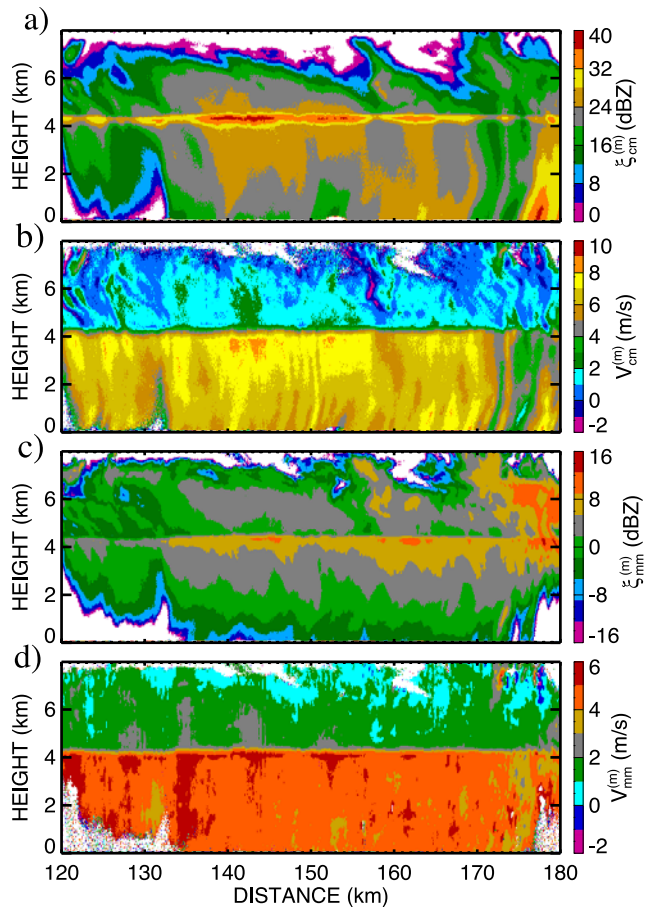 a)
HEIGHT (km)
6
4
2
0
40
32
24
16
8
0
ξcm(m) (dBZ)
b)
HEIGHT (km)
6
4
2
0
10
8
6
4
2
0
-2
Vcm(m) (m/s)
c)
HEIGHT (km)
6
4
2
0
16
8
0
-8
-16
ξmm(m) (dBZ)
d)
HEIGHT (km)
6
4
2
0
6
4
2
0
-2
Vmm(m) (m/s)
120 130 140 150 160 170 180
DISTANCE (km)